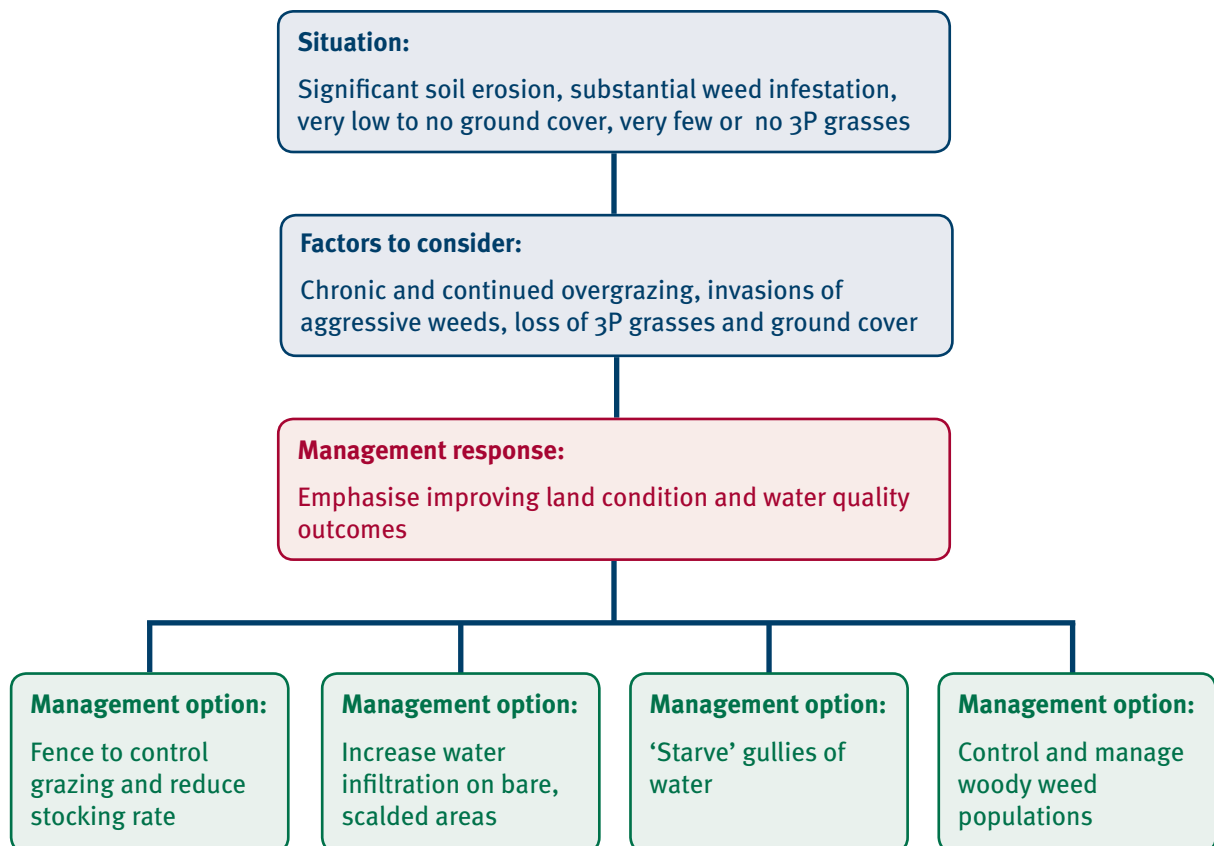 Situation:
Significant soil erosion, substantial weed infestation,
very low to no ground cover, very few or no 3P grasses
Factors to consider:
Chronic and continued overgrazing, invasions of
aggressive weeds, loss of 3P grasses and ground cover
Management response:
Emphasise improving land condition and water quality
outcomes
Management option:
Fence to control
grazing and reduce
stocking rate
Management option:
Increase water
infiltration on bare,
scalded areas
Management option:
‘Starve’ gullies of
water
Management option:
Control and manage
woody weed
populations